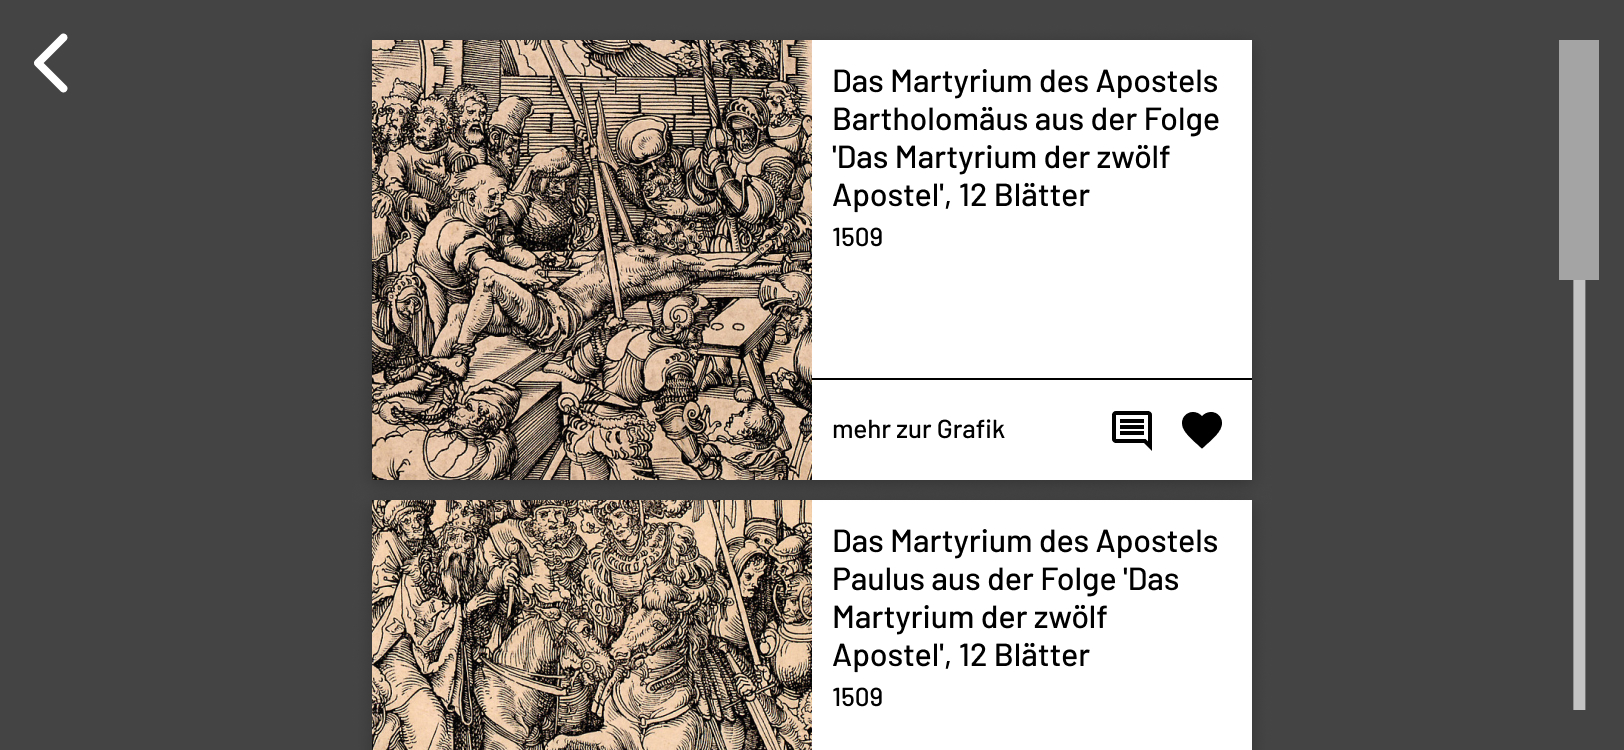 Das Martyrium des Apostels
Bartholomäus aus der Folge
'Das Martyrium der zwölf
Apostel', 12 Blätter
1509
mehr zur Grafik
Das Martyrium des Apostels
Paulus aus der Folge 'Das
Martyrium der zwölf
Apostel', 12 Blätter
1509